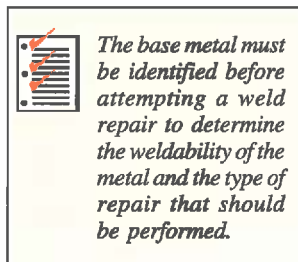 The base metal must
be identified before
attempting a weld
repair to determine
the weldability of the
metal and the type of
repair that should
be performed.